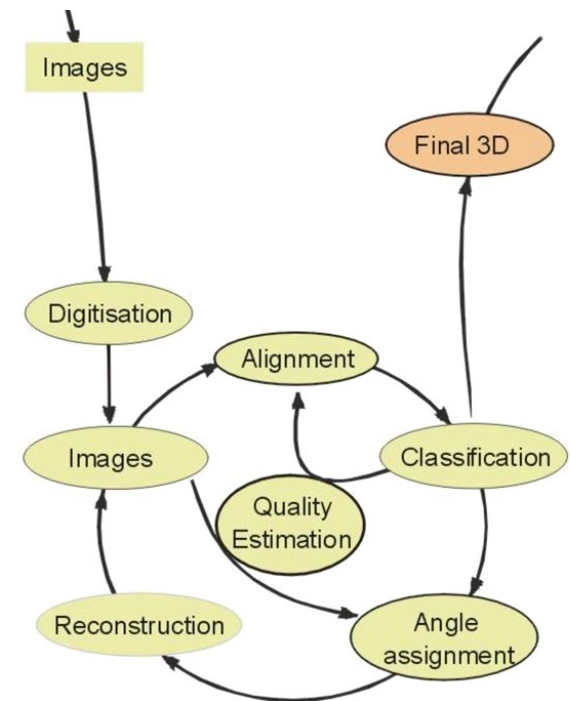 Images
Final 3D
Digitisation
Alignment
Images
Classification
Quality
Estimation
Reconstruction
Angle
assignment